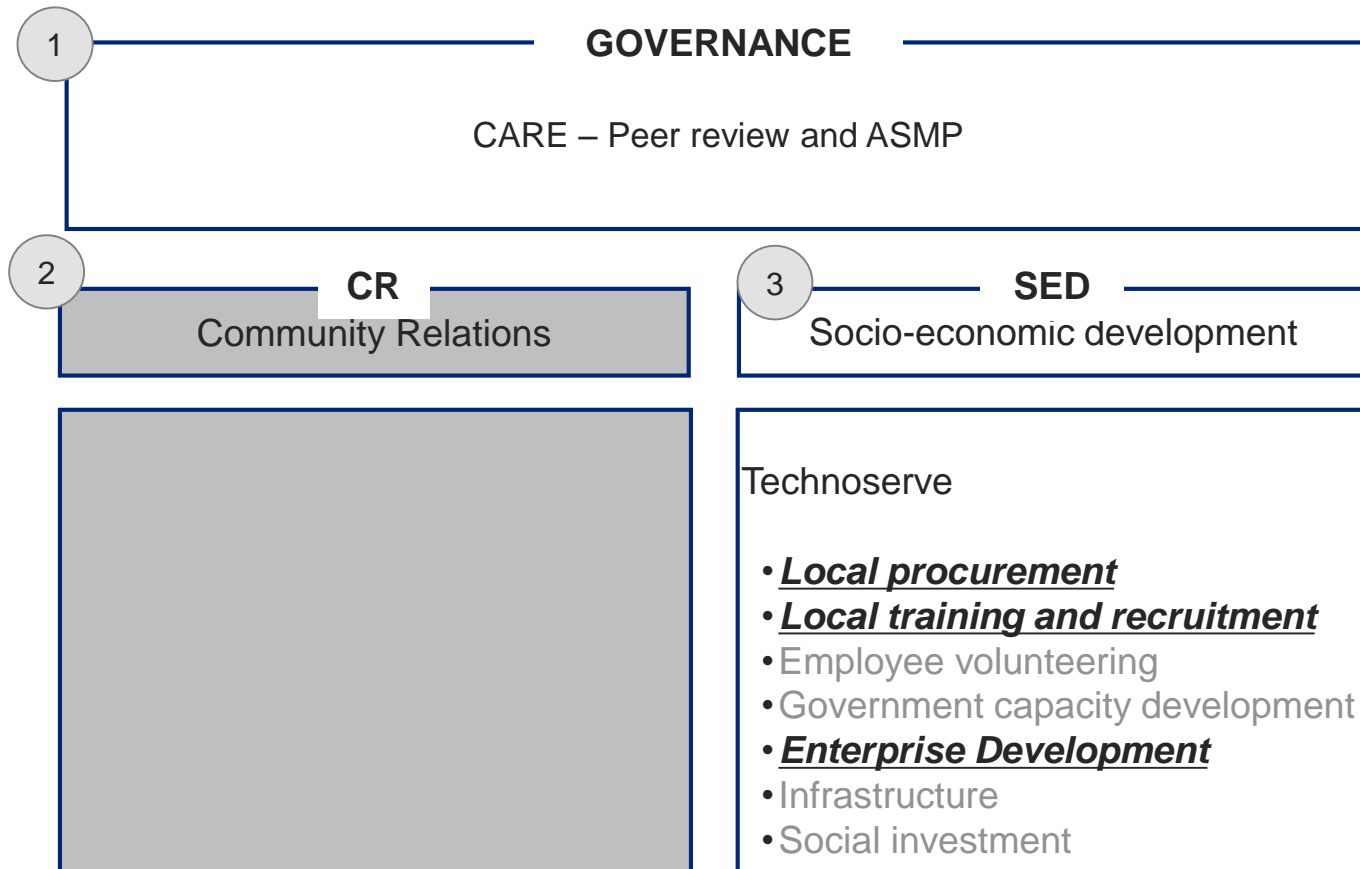 1
GOVERNANCE
CARE – Peer review and ASMP
2
CR
Community Relations
3
SED
Socio-economic development
Technoserve
•Local procurement
•Local training and recruitment
•Employee volunteering
•Government capacity development
•Enterprise Development
•Infrastructure
•Social investment